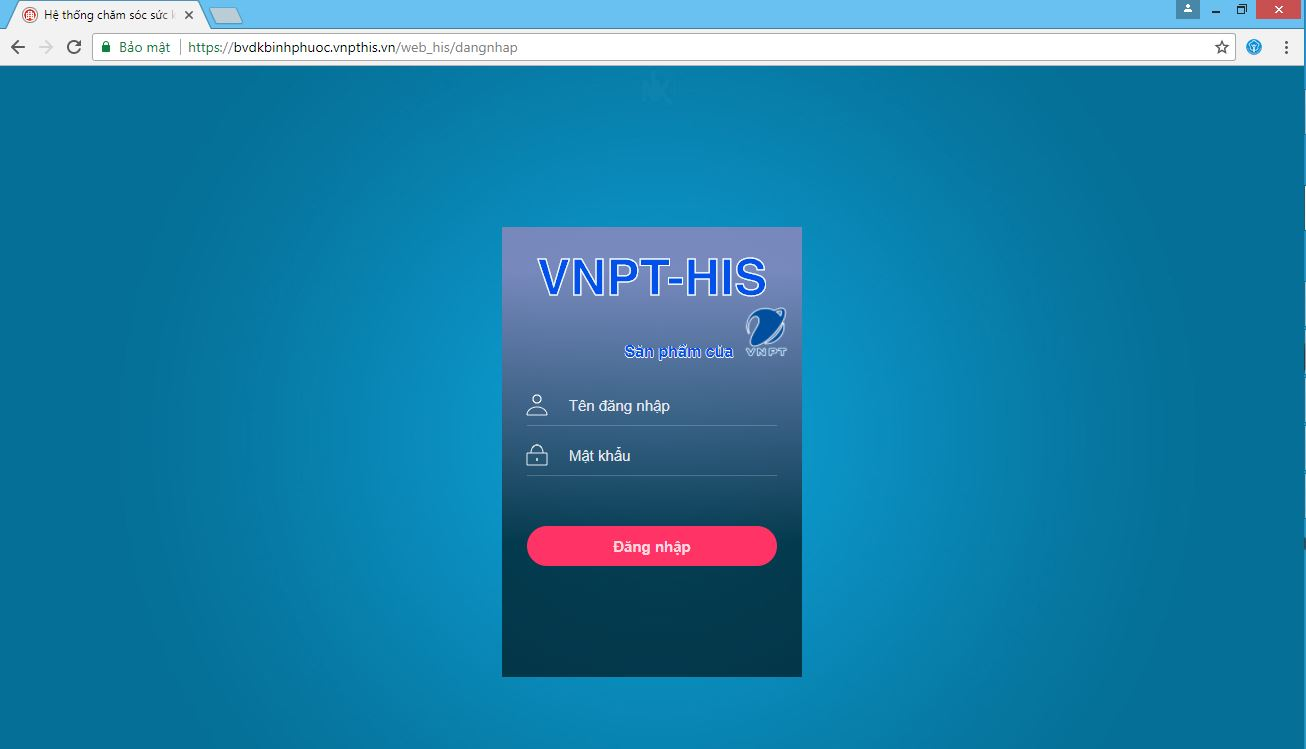 Hệ thống chăm sóc sức
Bảo mật
https://bvdkbinhphuoc.vnpthis.vn/web_his/dangnhap
VNPT-HIS
Sản phẩm của
VNPT
Tên đăng nhập
Mật khẩu
Đăng nhập